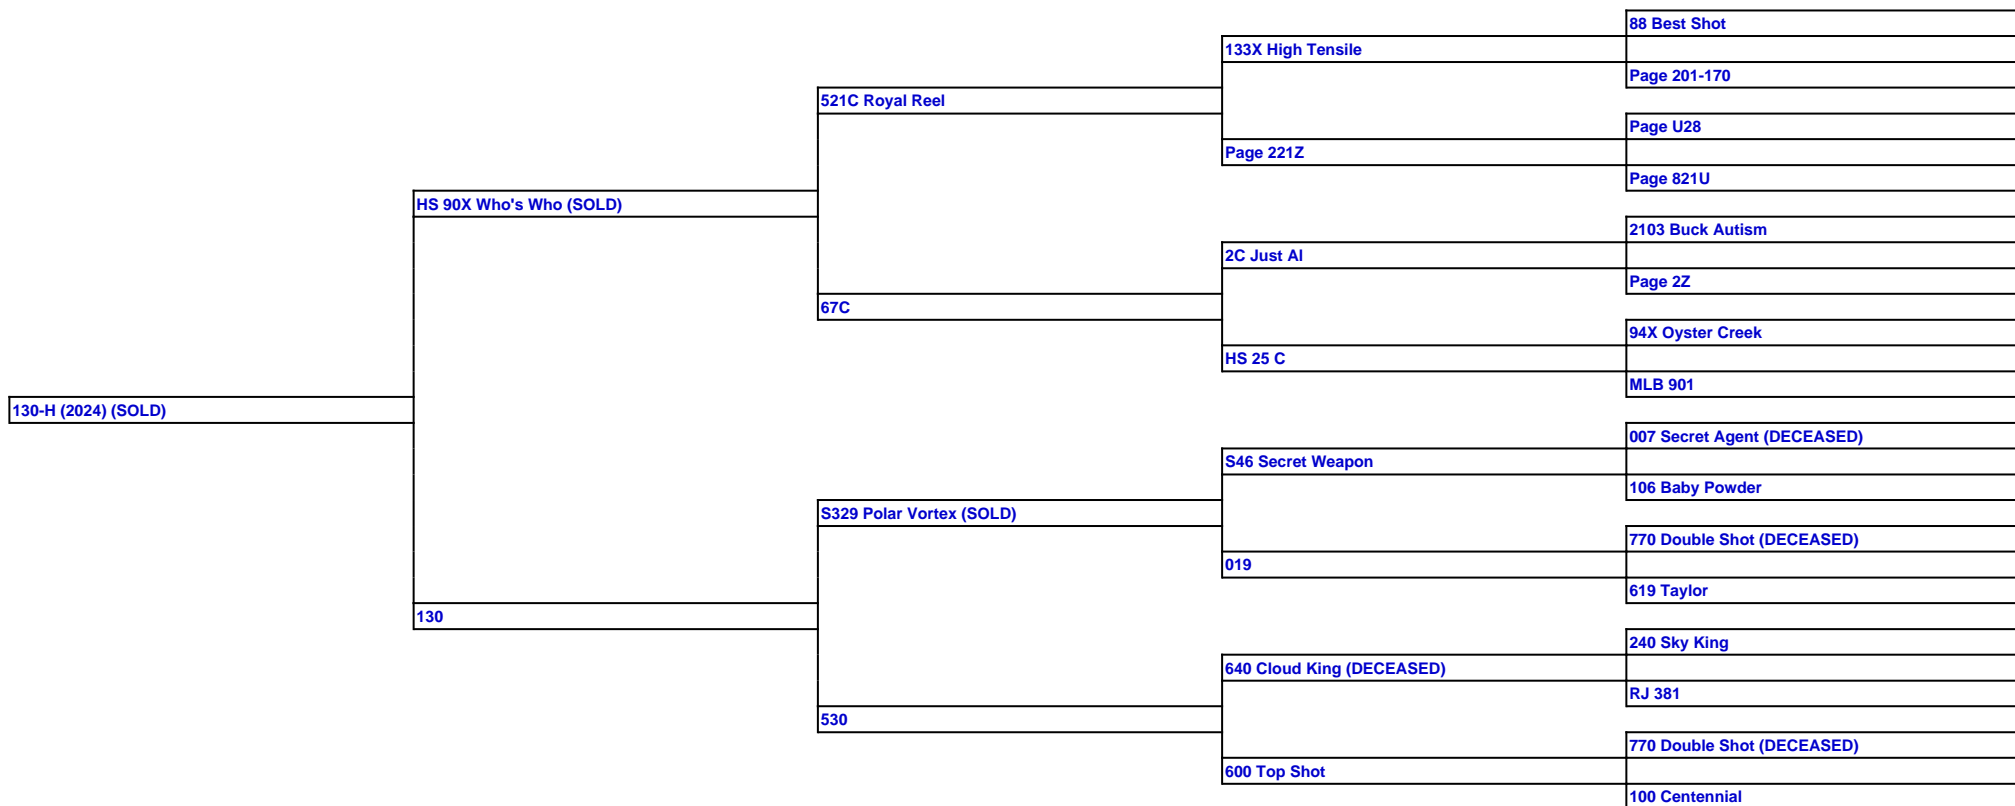 88 Best Shot
133X High Tensile
Page 201-170
521C Royal Reel
Page U28
Page 221Z
Page 821U
HS 90X Who's Who (SOLD)
2103 Buck Autism
2C Just AI
Page 2Z
67C
94X Oyster Creek
HS 25 C
MLB 901
130-H (2024) (SOLD)
007 Secret Agent (DECEASED)
S46 Secret Weapon
106 Baby Powder
S329 Polar Vortex (SOLD)
770 Double Shot (DECEASED)
019
619 Taylor
130
240 Sky King
640 Cloud King (DECEASED)
RJ 381
530
770 Double Shot (DECEASED)
600 Top Shot
100 Centennial